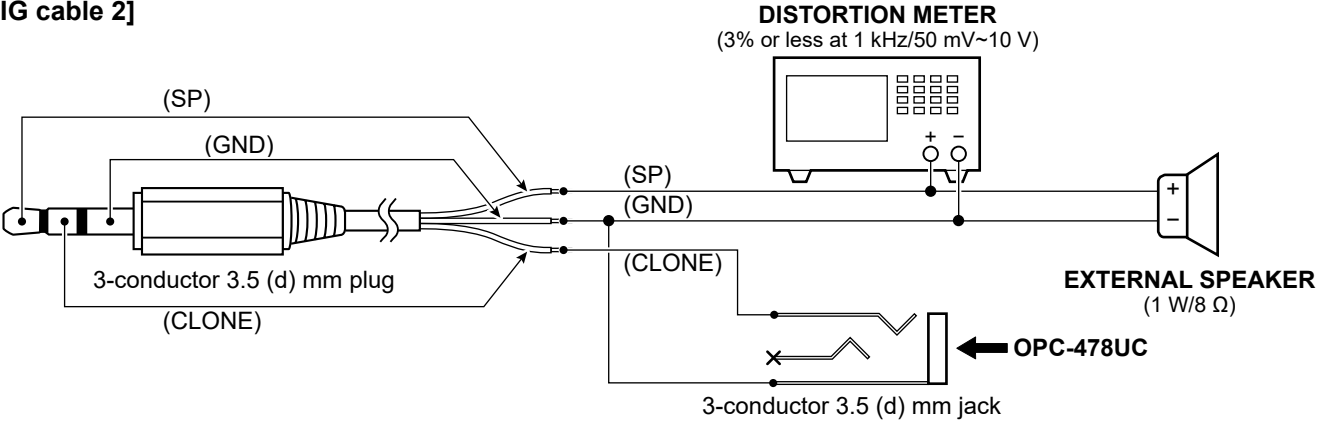 IG cable 2]
DISTORTION METER
(3% or less at 1 kHz/50 mV~10 V)
(SP)
(GND)
+ −
(SP)
(GND)
+
−
(CLONE)
3-conductor 3.5 (d) mm plug
(CLONE)
EXTERNAL SPEAKER
(1 W/8 Ω)
OPC-478UC
3-conductor 3.5 (d) mm jack